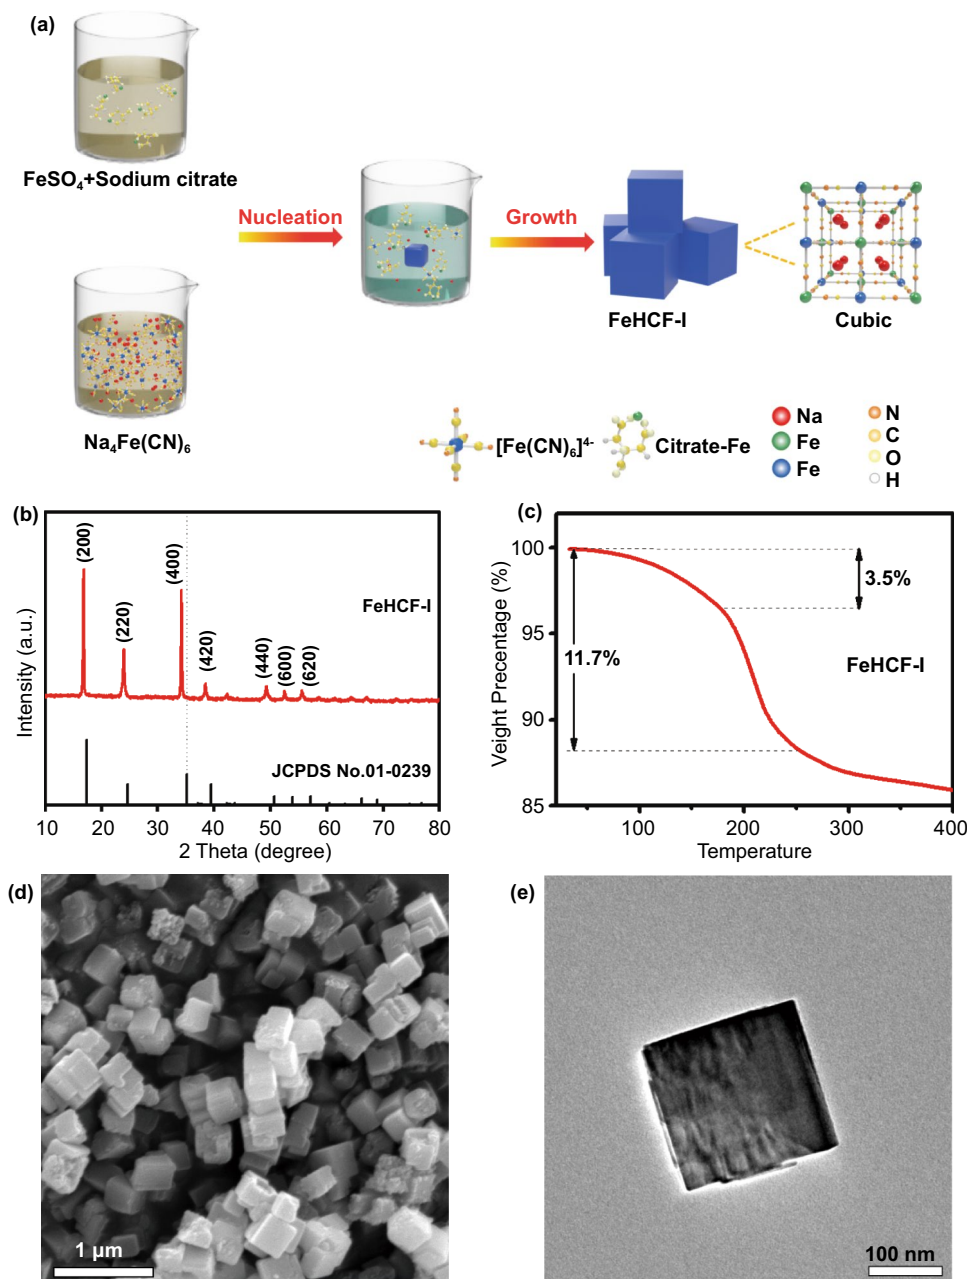 (a)
FeSO₄+Sodium citrate
Nucleation
Growth
FeHCF-I
Cubic
Na₄Fe(CN)₆
[Fe(CN)₆]⁴⁻
Citrate-Fe
Na
Fe
Fe
N
C
O
H
(b)
(200)
(220)
(400)
(420)
(440)
(600)
(620)
FeHCF-I
JCPDS No.01-0239
Intensity (a.u.)
10 20 30 40 50 60 70 80
2 Theta (degree)
(c)
100
95
90
85
Veight Precentage (%)
3.5%
11.7%
FeHCF-I
100 200 300 400
Temperature
(d)
1 µm
(e)
100 nm